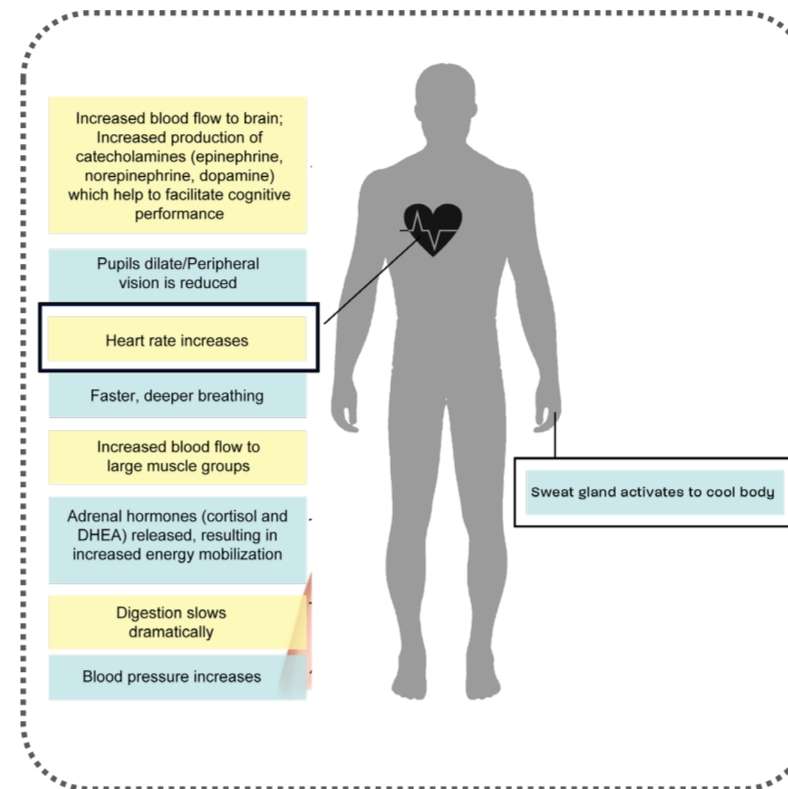 Increased blood flow to brain;
Increased production of
catecholamines (epinephrine,
norepinephrine, dopamine)
which help to facilitate cognitive
performance
Pupils dilate/Peripheral
vision is reduced
Heart rate increases
Faster, deeper breathing
Increased blood flow to
large muscle groups
Adrenal hormones (cortisol and
DHEA) released, resulting in
increased energy mobilization
Digestion slows
dramatically
Blood pressure increases
Sweat gland activates to cool body